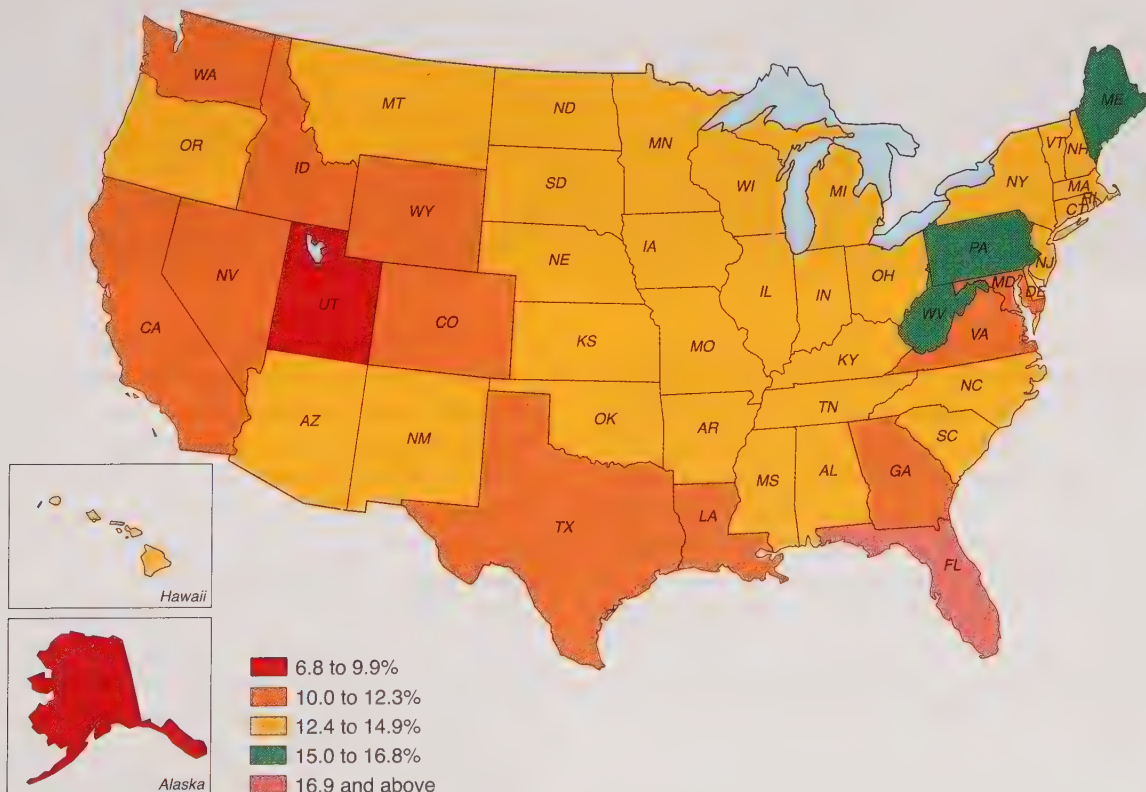 WA
MT
ND
MN
ME
OR
ID
SD
WI
MI
VT
NH
NY
MA
RI
CT
WY
IA
NE
PA
NJ
NV
UT
CO
IL
IN
OH
MD
DE
CA
KS
MO
WV
VA
KY
NC
AZ
NM
OK
AR
TN
SC
MS
AL
GA
TX
LA
FL
Hawaii
Alaska
6.8 to 9.9%
10.0 to 12.3%
12.4 to 14.9%
15.0 to 16.8%
16.9 and above